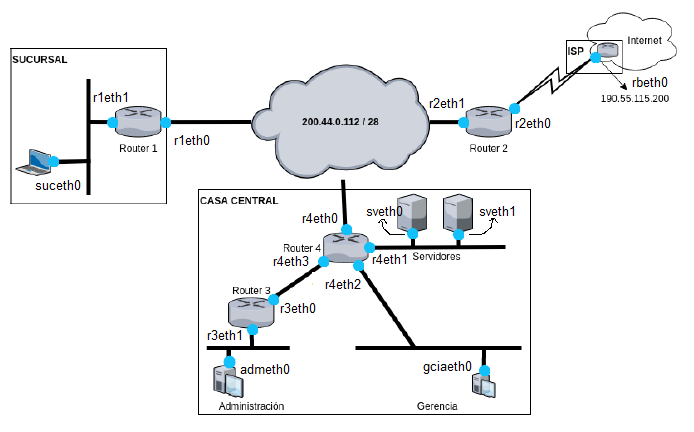 Internet
ISP
rbeth0
190.55.115.200
SUCURSAL
r1eth1
Router 1
r1eth0
suceth0
200.44.0.112 / 28
r2eth1
r2eth0
Router 2
CASA CENTRAL
r4eth0
sveth0
sveth1
Router 4
r4eth1
Servidores
r4eth3
r4eth2
Router 3
r3eth0
r3eth1
admeth0
gciaeth0
Administración
Gerencia